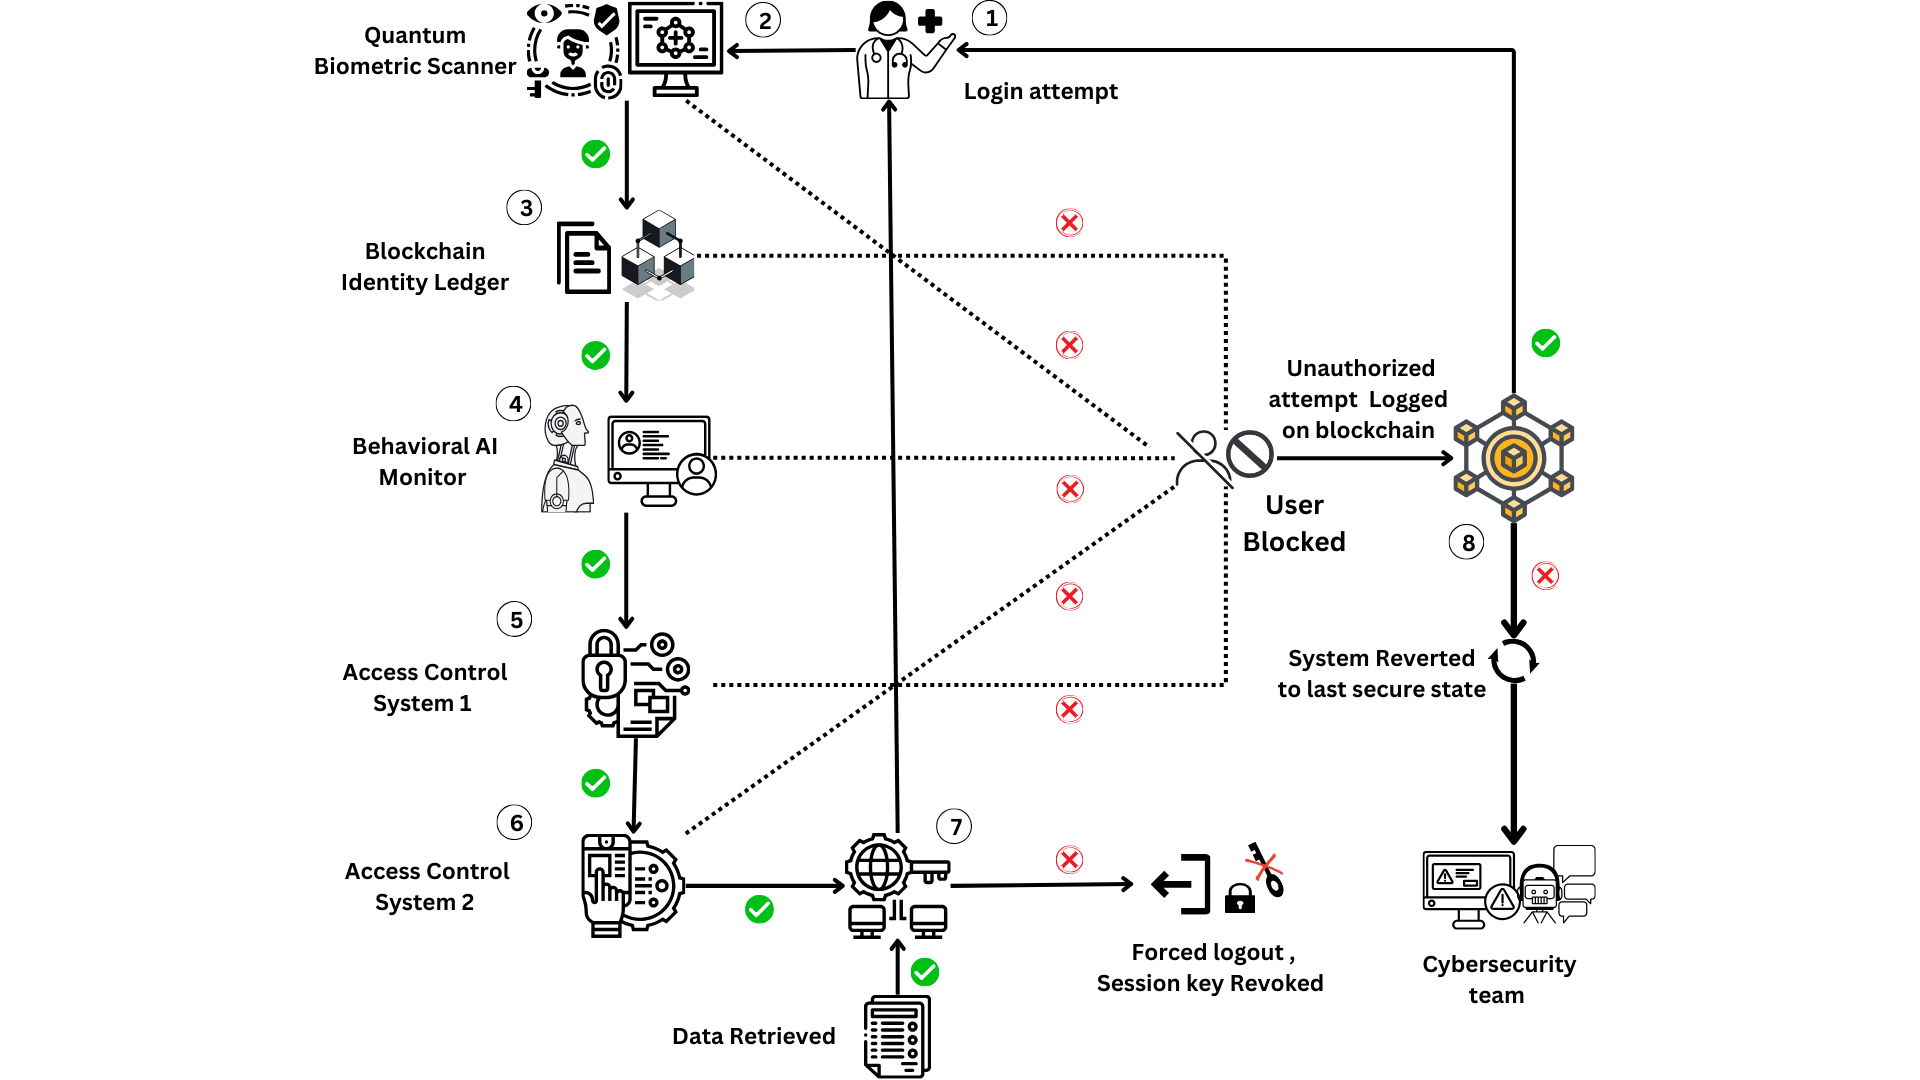 Quantum
Biometric Scanner
2
1
Login attempt
3
Blockchain
Identity Ledger
4
Behavioral AI
Monitor
Unauthorized
attempt Logged
on blockchain
User
Blocked
8
5
Access Control
System 1
System Reverted
to last secure state
6
Access Control
System 2
7
Forced logout ,
Session key Revoked
Cybersecurity
team
Data Retrieved